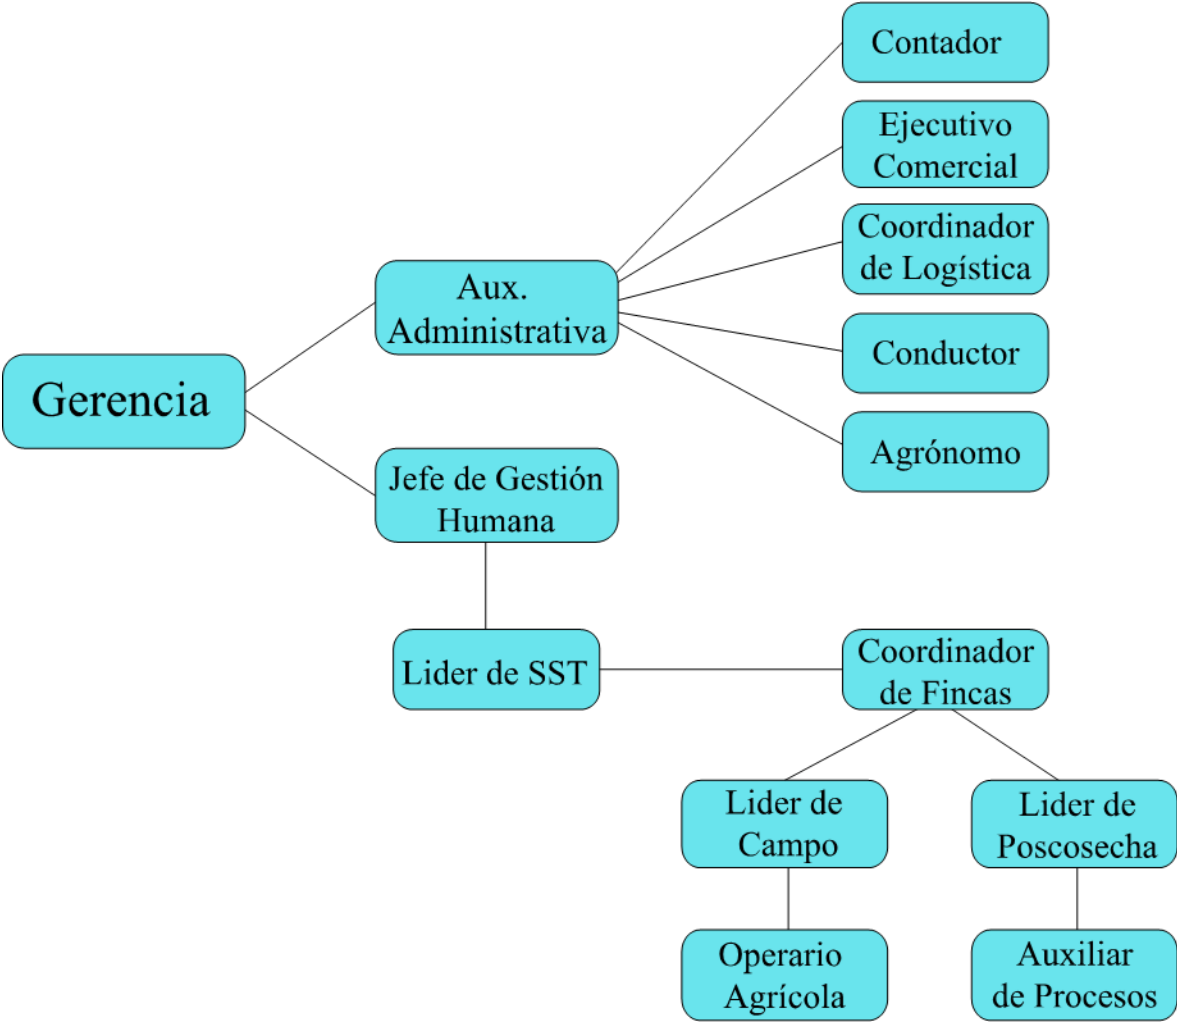 Contador
Ejecutivo
Comercial
Coordinador
de Logística
Aux.
Administrativa
Conductor
Gerencia
Agrónomo
Jefe de Gestión
Humana
Lider de SST
Coordinador
de Fincas
Lider de
Campo
Lider de
Poscosecha
Operario
Agrícola
Auxiliar
de Procesos